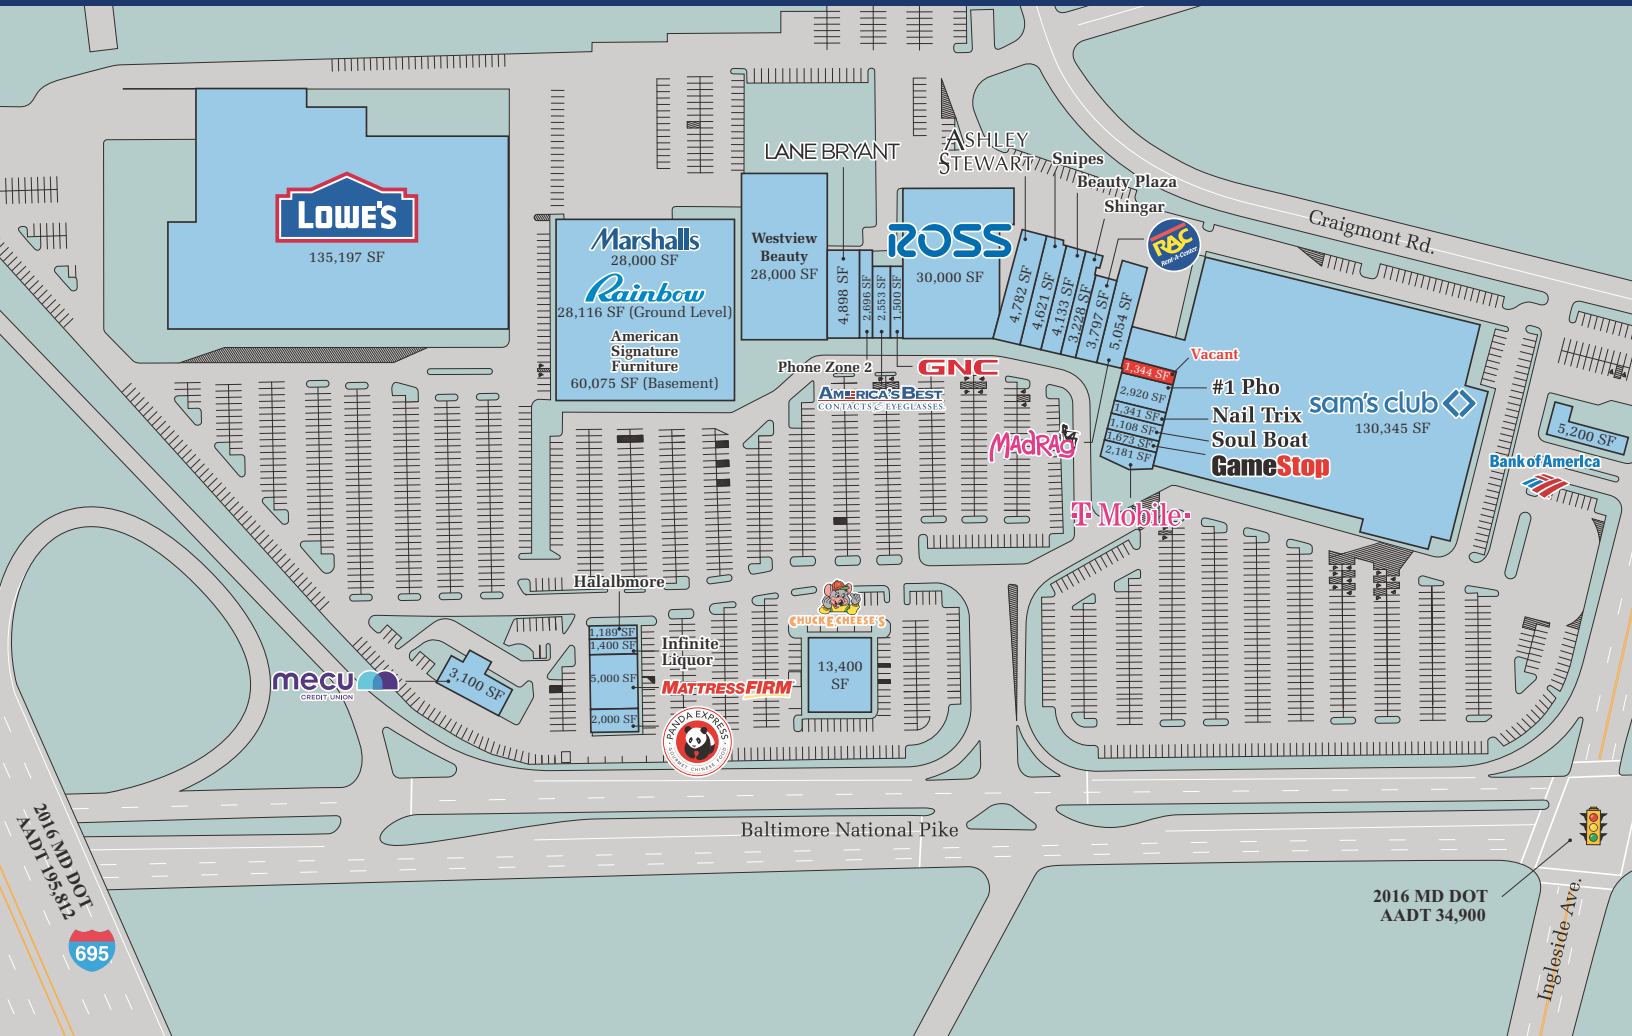 LOWE'S
135,197 SF
Marshalls
28,000 SF
Rainbow
28,116 SF (Ground Level)
American
Signature
Furniture
60,075 SF (Basement)
Westview
Beauty
28,000 SF
LANE BRYANT
4,898 SF
2,696 SF
2,553 SF
1,500 SF
Phone Zone 2
AMERICA'S BEST
CONTACTS & EYEGLASSES
GNC
ROSS
30,000 SF
ASHLEY
STEWART
Snipes
Beauty Plaza
Shingar
RAC
Rent-A-Center
4,782 SF
4,621 SF
4,133 SF
3,228 SF
3,797 SF
5,054 SF
Craigmont Rd.
Vacant
1,344 SF
#1 Pho
2,920 SF
Nail Trix
1,341 SF
Soul Boat
1,108 SF
GameStop
1,673 SF
2,181 SF
MADRAG
T Mobile
sam's club
130,345 SF
5,200 SF
Bank of America
Halalbmore
1,189 SF
1,400 SF
Infinite
Liquor
5,000 SF
MATTRESSFIRM
2,000 SF
PANDA EXPRESS
GOURMET CHINESE FOOD
CHUCK E CHEESE'S
13,400
SF
mecu
CREDIT UNION
3,100 SF
Baltimore National Pike
2016 MD DOT
AADT 195,812
695
2016 MD DOT
AADT 34,900
Ingleside Ave.